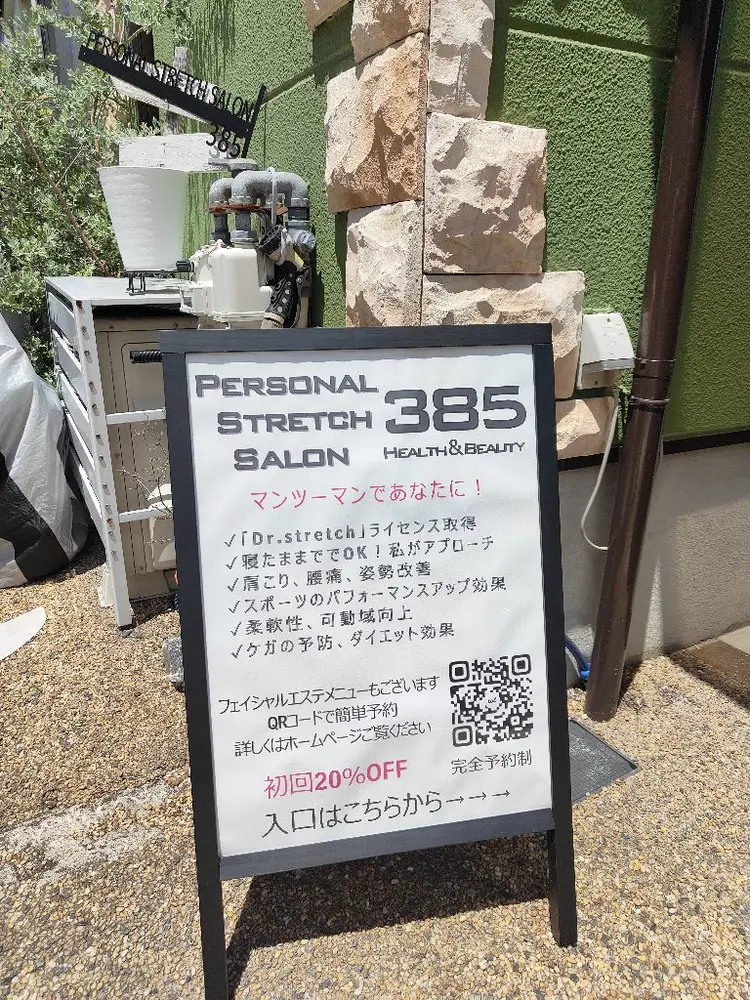 PERSONAL STRETCH SALON
385
PERSONAL
STRETCH
SALON
385
HEALTH&BEAUTY
マンツーマンであなたに！
✓「Dr.stretch」ライセンス取得
✓寝たままででOK！私がアプローチ
✓肩こり、腰痛、姿勢改善
✓スポーツのパフォーマンスアップ効果
✓柔軟性、可動域向上
✓ケガの予防、ダイエット効果
フェイシャルエステメニューもございます
QRコードで簡単予約
詳しくはホームページご覧ください
完全予約制
初回20%OFF
入口はこちらから→→→